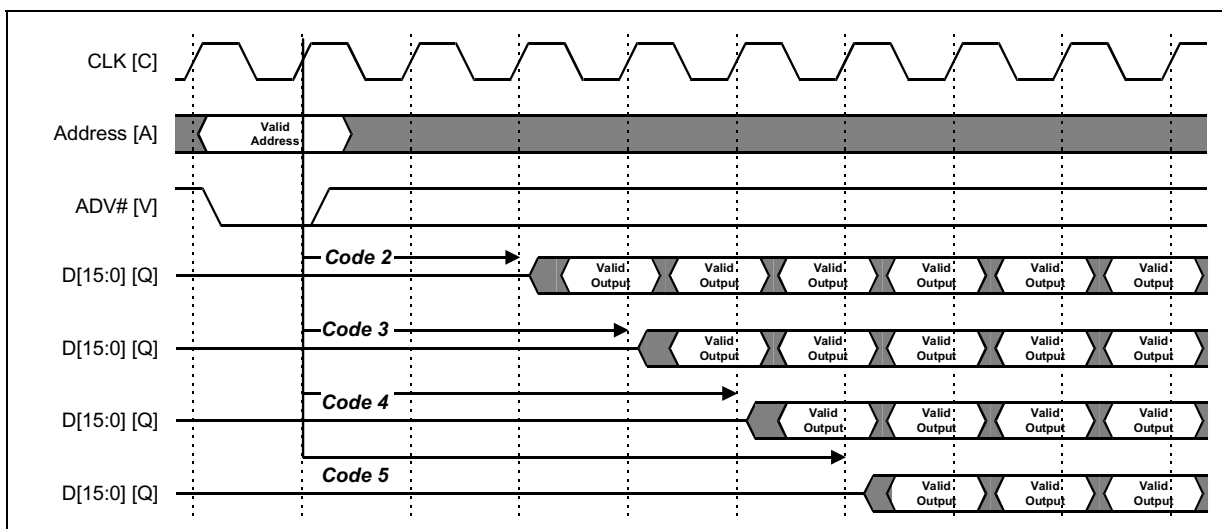 CLK [C]
Address [A]
Valid
Address
ADV# [V]
Code 2
D[15:0] [Q]
Valid
Output
Valid
Output
Valid
Output
Valid
Output
Valid
Output
Valid
Output
Code 3
D[15:0] [Q]
Valid
Output
Valid
Output
Valid
Output
Valid
Output
Valid
Output
Code 4
D[15:0] [Q]
Valid
Output
Valid
Output
Valid
Output
Valid
Output
Code 5
D[15:0] [Q]
Valid
Output
Valid
Output
Valid
Output